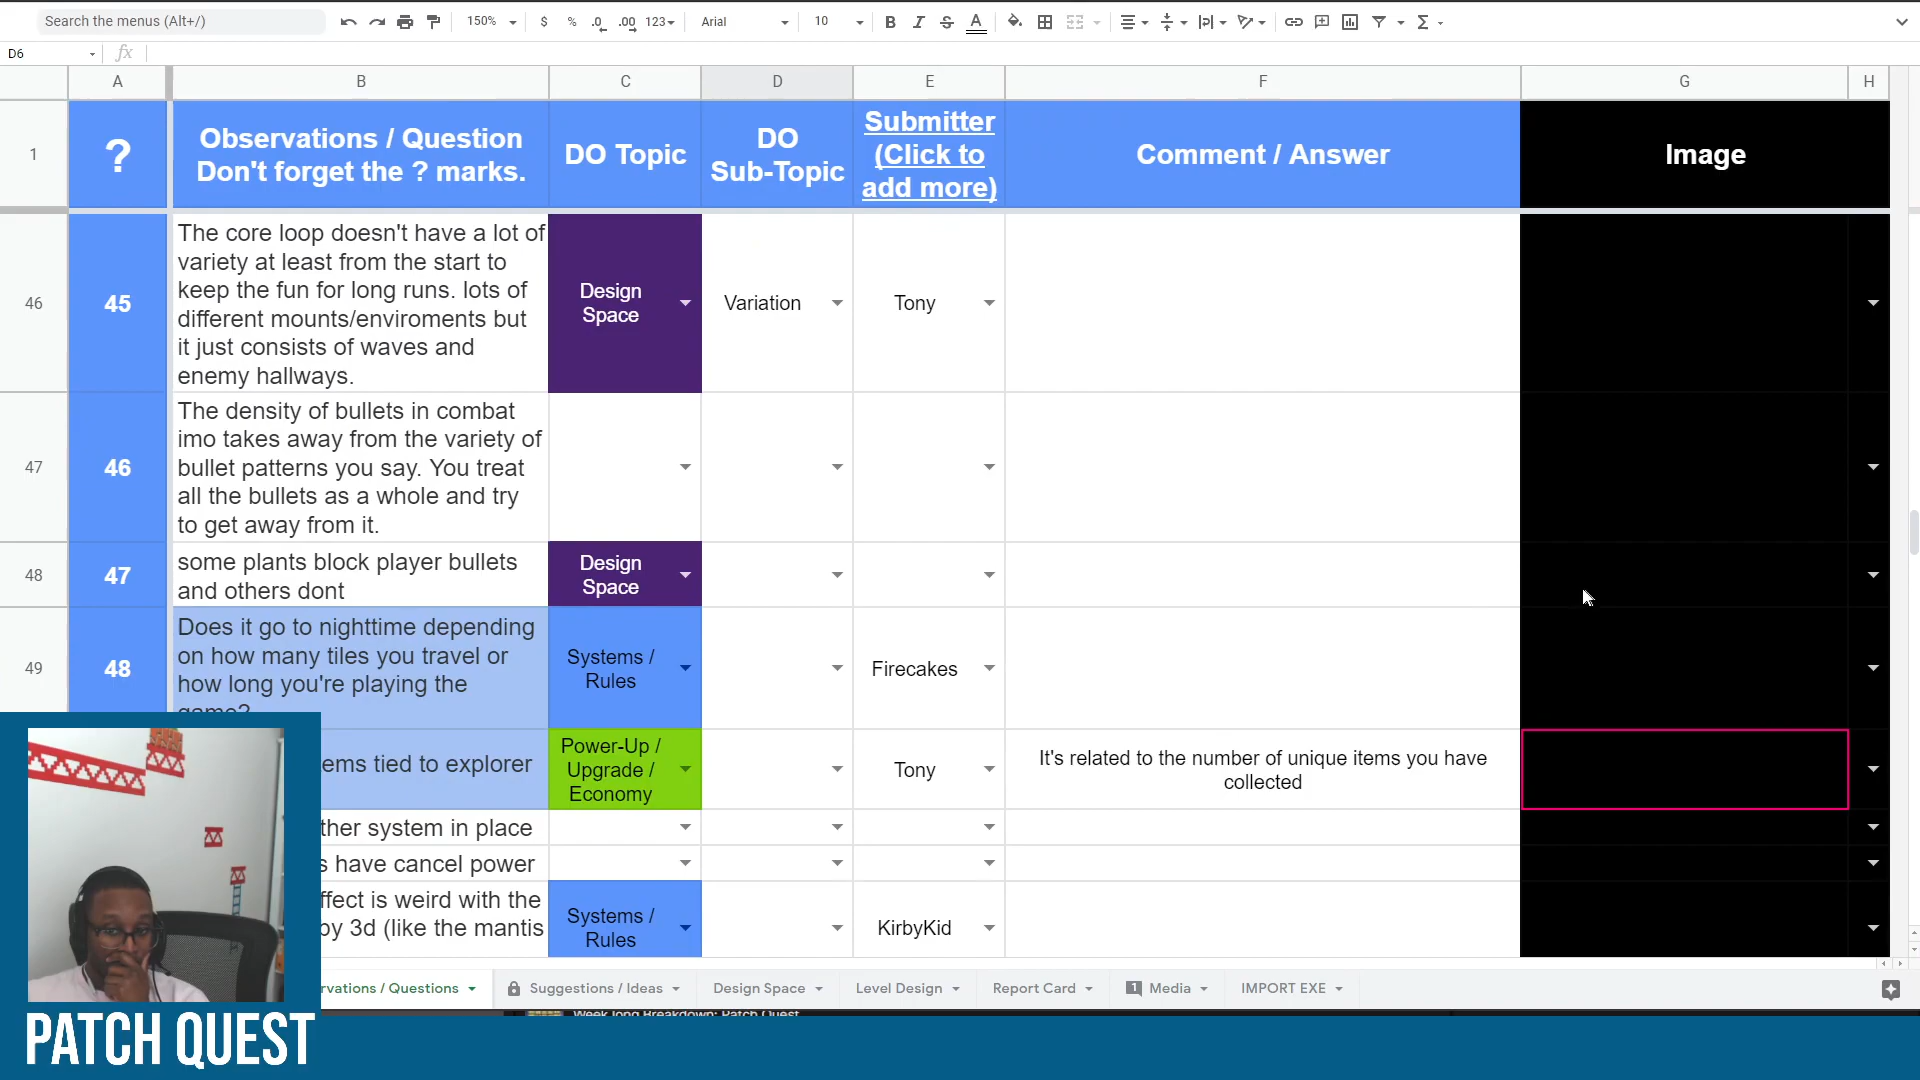 Search the menus (Alt+/)
150%
$
%
.0
.00
123
Arial
10
B
I
S
A
Σ
D6
fx
A
B
C
D
E
F
G
H
1
?
Observations / Question
Don't forget the ? marks.
DO Topic
DO
Sub-Topic
Submitter
(Click to
add more)
Comment / Answer
Image
46
45
The core loop doesn't have a lot of
variety at least from the start to
keep the fun for long runs. lots of
different mounts/enviroments but
it just consists of waves and
enemy hallways.
Design
Space
Variation
Tony
47
46
The density of bullets in combat
imo takes away from the variety of
bullet patterns you say. You treat
all the bullets as a whole and try
to get away from it.
48
47
some plants block player bullets
and others dont
Design
Space
49
48
Does it go to nighttime depending
on how many tiles you travel or
how long you're playing the
game?
Systems /
Rules
Firecakes
ems tied to explorer
Power-Up /
Upgrade /
Economy
Tony
It's related to the number of unique items you have
collected
ther system in place
s have cancel power
ffect is weird with the
by 3d (like the mantis
Systems /
Rules
KirbyKid
rvations / Questions
Suggestions / Ideas
Design Space
Level Design
Report Card
1
Media
IMPORT EXE
Week long Breakdown: Patch Quest
PATCH QUEST